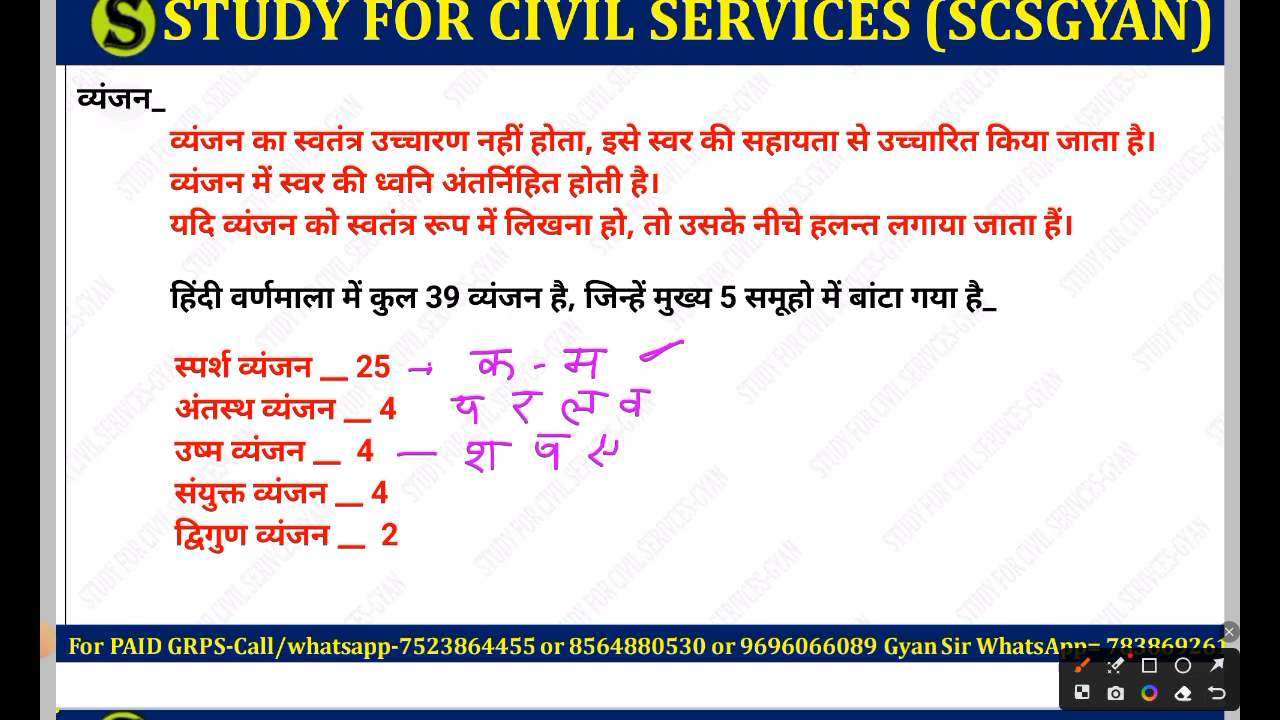 STUDY FOR CIVIL SERVICES (SCSGYAN)
व्यंजन_
व्यंजन का स्वतंत्र उच्चारण नहीं होता, इसे स्वर की सहायता से उच्चारित किया जाता है।
व्यंजन में स्वर की ध्वनि अंतर्निहित होती है।
यदि व्यंजन को स्वतंत्र रूप में लिखना हो, तो उसके नीचे हलन्त लगाया जाता हैं।
हिंदी वर्णमाला में कुल 39 व्यंजन है, जिन्हें मुख्य 5 समूहो में बांटा गया है_
स्पर्श व्यंजन __ 25 → क - म ✓
अंतस्थ व्यंजन __ 4 य र ल व
उष्म व्यंजन __ 4 — श ष स
संयुक्त व्यंजन __ 4
द्विगुण व्यंजन __ 2
For PAID GRPS-Call/whatsapp-7523864455 or 8564880530 or 9696066089 Gyan Sir WhatsApp= 783869261